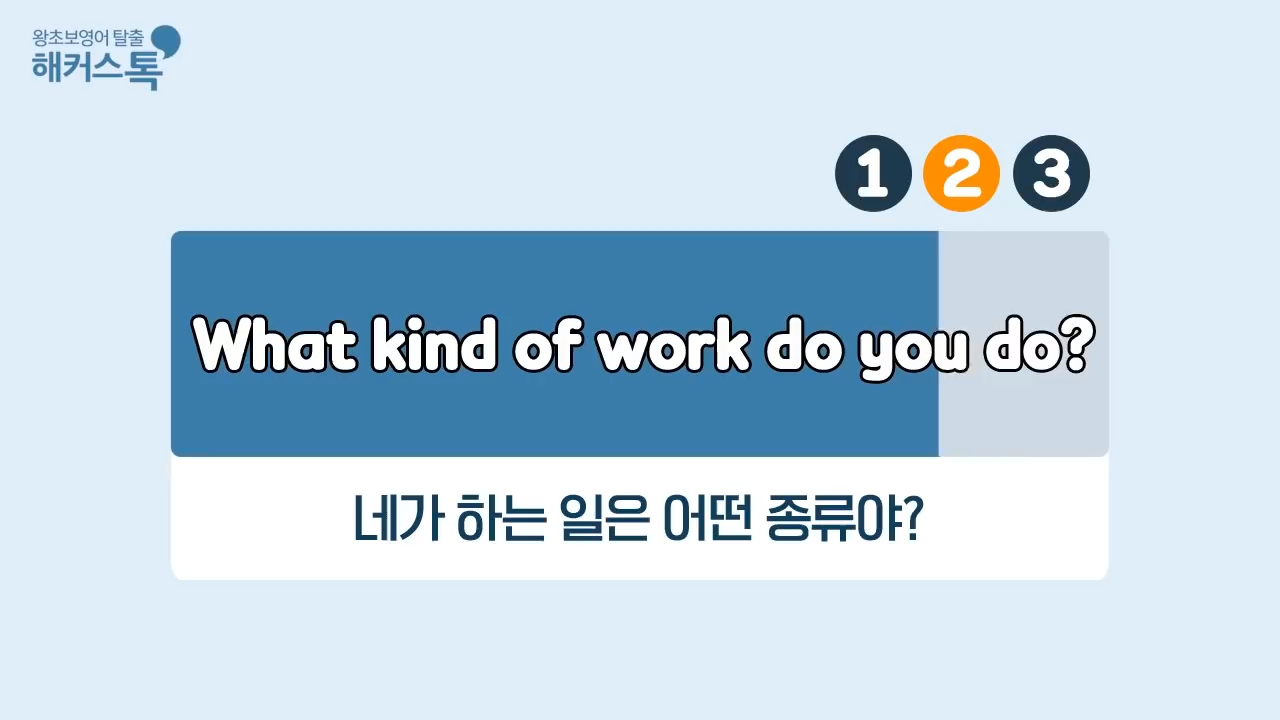 왕초보영어 탈출
해커스톡
1 2 3
What kind of work do you do?
네가 하는 일은 어떤 종류야?